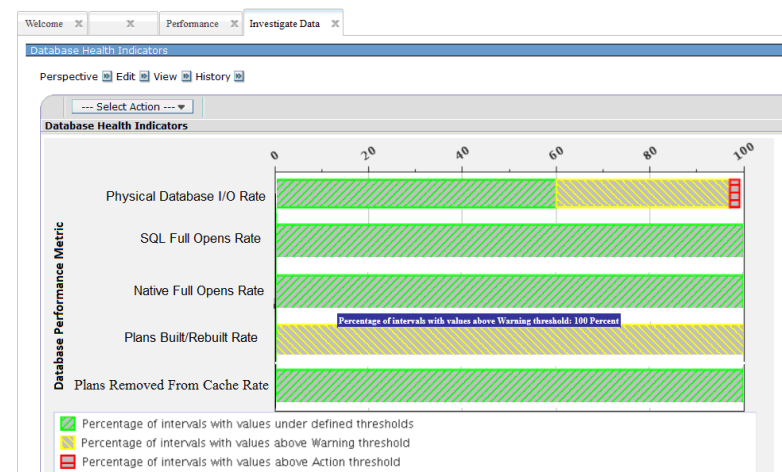 Welcome
Performance
Investigate Data
Database Health Indicators
Perspective Edit View History
--- Select Action ---
Database Health Indicators
0 20 40 60 80 100
Database Performance Metric
Physical Database I/O Rate
SQL Full Opens Rate
Native Full Opens Rate
Percentage of intervals with values above Warning threshold: 100 Percent
Plans Built/Rebuilt Rate
Plans Removed From Cache Rate
Percentage of intervals with values under defined thresholds
Percentage of intervals with values above Warning threshold
Percentage of intervals with values above Action threshold